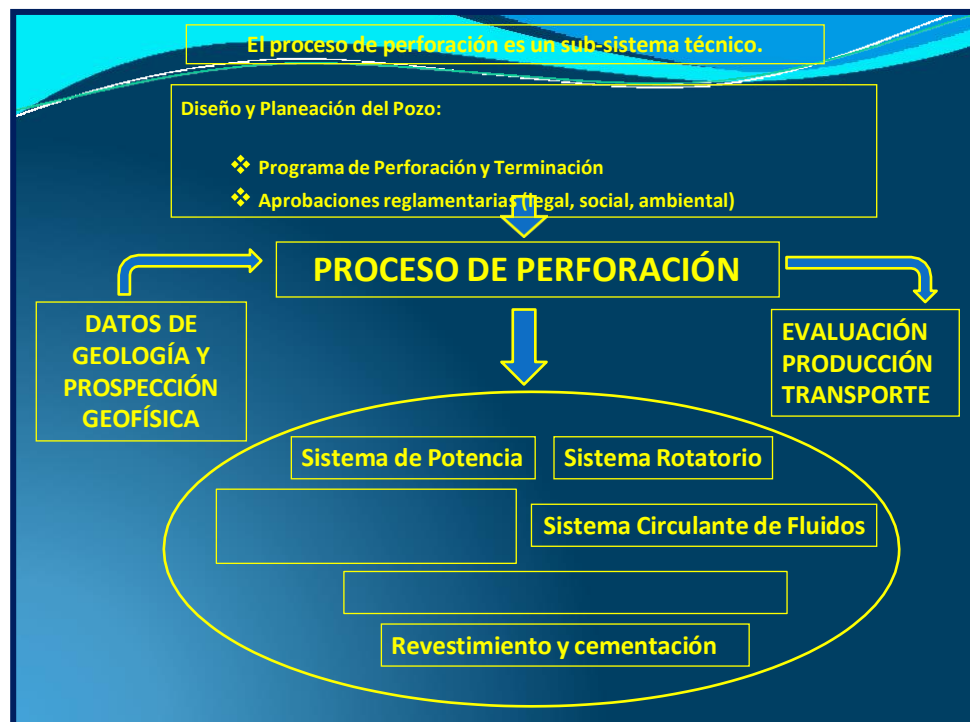 El proceso de perforación es un sub-sistema técnico.
Diseño y Planeación del Pozo:
❖ Programa de Perforación y Terminación
❖ Aprobaciones reglamentarias (legal, social, ambiental)
PROCESO DE PERFORACIÓN
DATOS DE
GEOLOGÍA Y
PROSPECCIÓN
GEOFÍSICA
EVALUACIÓN
PRODUCCIÓN
TRANSPORTE
Sistema de Potencia
Sistema Rotatorio
Sistema Circulante de Fluidos
Revestimiento y cementación